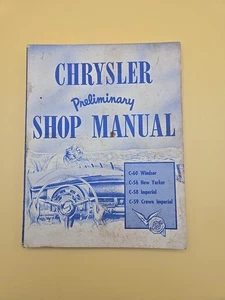 CHRYSLER
Preliminary
SHOP MANUAL
C-60 Windsor
C-56 New Yorker
C-58 Imperial
C-59 Crown Imperial